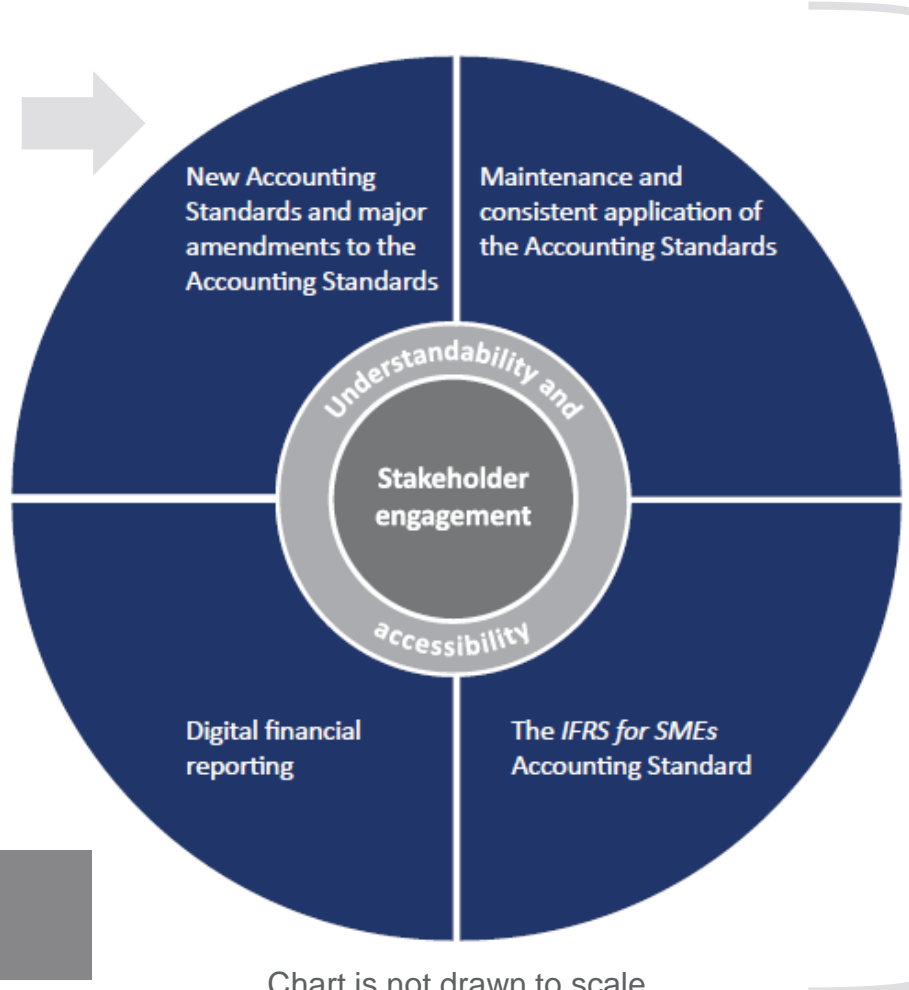 New Accounting
Standards and major
amendments to the
Accounting Standards
Maintenance and
consistent application of
the Accounting Standards
Understandability and
accessibility
Stakeholder
engagement
Digital financial
reporting
The IFRS for SMEs
Accounting Standard
Chart is not drawn to scale